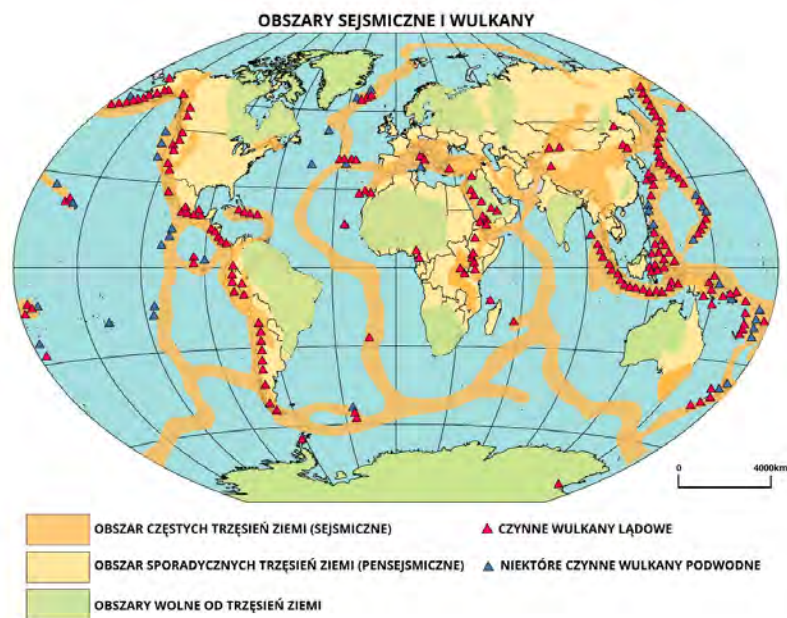 OBSZARY SEJSMICZNE I WULKANY
0 4000km
OBSZAR CZĘSTYCH TRZĘSIEŃ ZIEMI (SEJSMICZNE)
CZYNNE WULKANY LĄDOWE
OBSZAR SPORADYCZNYCH TRZĘSIEŃ ZIEMI (PENSEJSMICZNE)
NIEKTÓRE CZYNNE WULKANY PODWODNE
OBSZARY WOLNE OD TRZĘSIEŃ ZIEMI